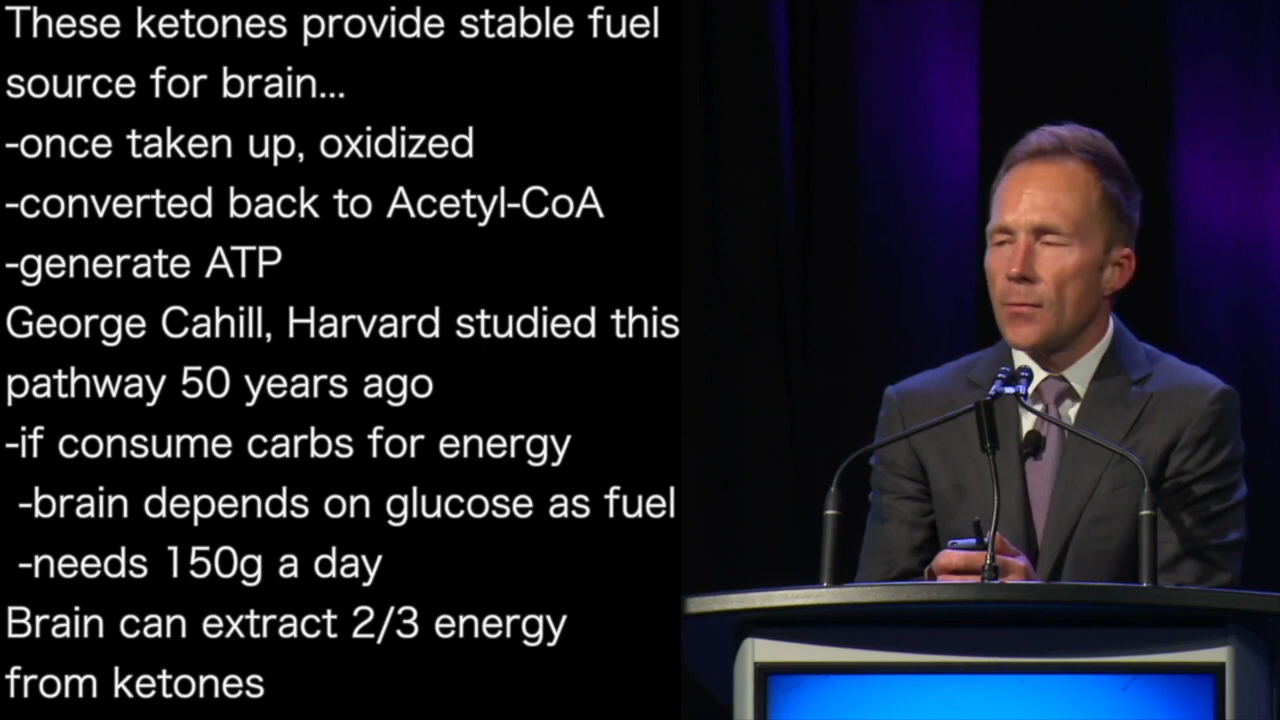 These ketones provide stable fuel
source for brain...
-once taken up, oxidized
-converted back to Acetyl-CoA
-generate ATP
George Cahill, Harvard studied this
pathway 50 years ago
-if consume carbs for energy
-brain depends on glucose as fuel
-needs 150g a day
Brain can extract 2/3 energy
from ketones